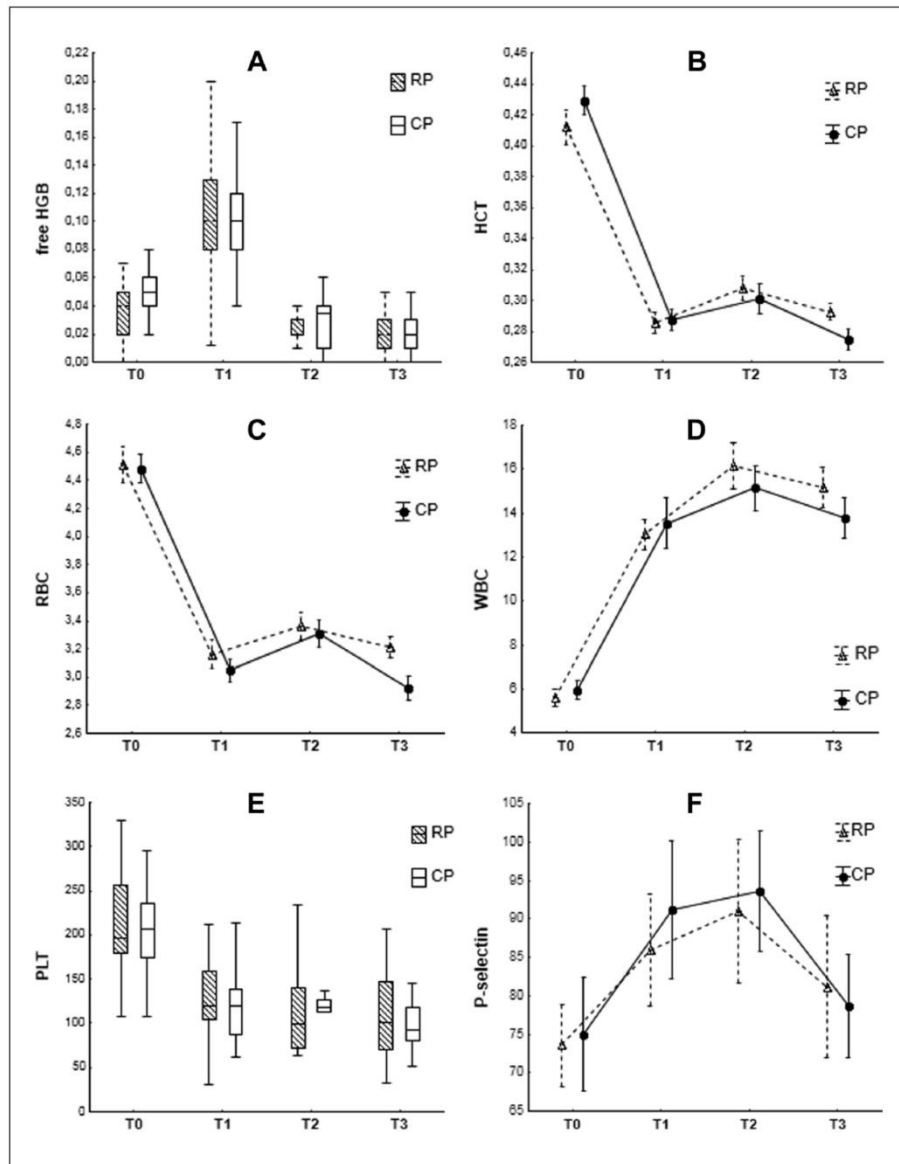 A
free HGB
0,22
0,20
0,18
0,16
0,14
0,12
0,10
0,08
0,06
0,04
0,02
0,00
T0 T1 T2 T3
RP
CP
B
HCT
0,46
0,44
0,42
0,40
0,38
0,36
0,34
0,32
0,30
0,28
0,26
T0 T1 T2 T3
RP
CP
C
RBC
4,8
4,6
4,4
4,2
4,0
3,8
3,6
3,4
3,2
3,0
2,8
2,6
T0 T1 T2 T3
RP
CP
D
WBC
18
16
14
12
10
8
6
4
T0 T1 T2 T3
RP
CP
E
PLT
350
300
250
200
150
100
50
0
T0 T1 T2 T3
RP
CP
F
P-selectin
105
100
95
90
85
80
75
70
65
T0 T1 T2 T3
RP
CP